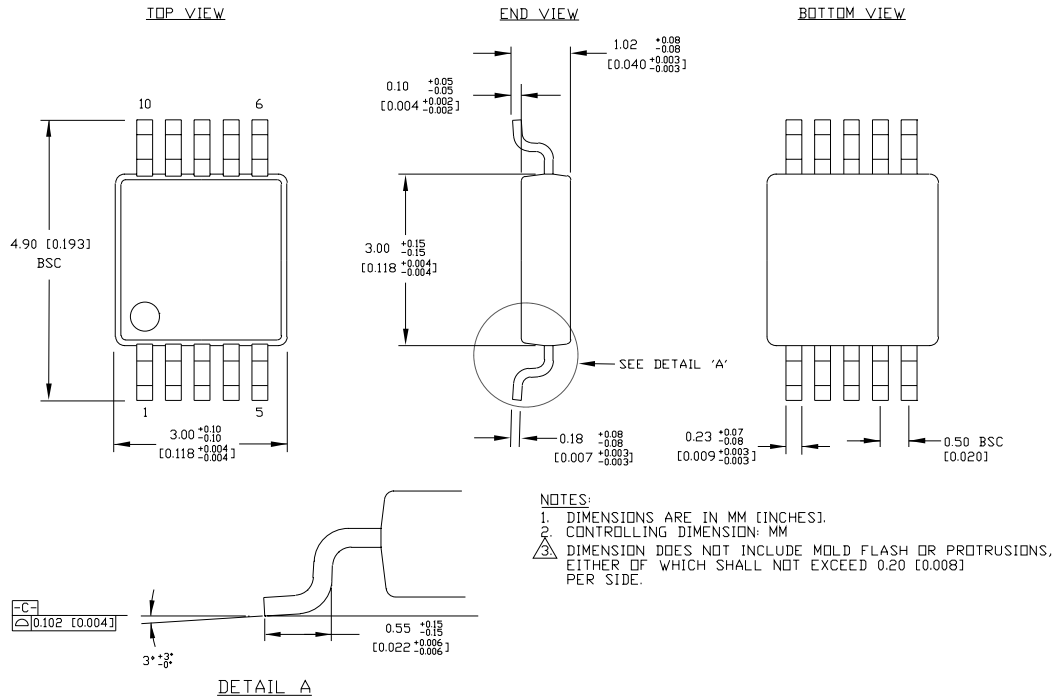 TOP VIEW
END VIEW
BOTTOM VIEW
1.02 +0.08 -0.08
[0.040 +0.003 -0.003]
0.10 +0.05 -0.05
[0.004 +0.002 -0.002]
10
6
4.90 [0.193]
BSC
3.00 +0.15 -0.15
[0.118 +0.004 -0.004]
SEE DETAIL 'A'
1
5
3.00 +0.10 -0.10
[0.118 +0.004 -0.004]
0.18 +0.08 -0.08
[0.007 +0.003 -0.003]
0.23 +0.07 -0.08
[0.009 +0.003 -0.003]
0.50 BSC
[0.020]
NOTES:
1. DIMENSIONS ARE IN MM [INCHES].
2. CONTROLLING DIMENSION: MM
3. DIMENSION DOES NOT INCLUDE MOLD FLASH OR PROTRUSIONS,
EITHER OF WHICH SHALL NOT EXCEED 0.20 [0.008]
PER SIDE.
-C-
0.102 [0.004]
3° +3° -0°
0.55 +0.15 -0.15
[0.022 +0.006 -0.006]
DETAIL A